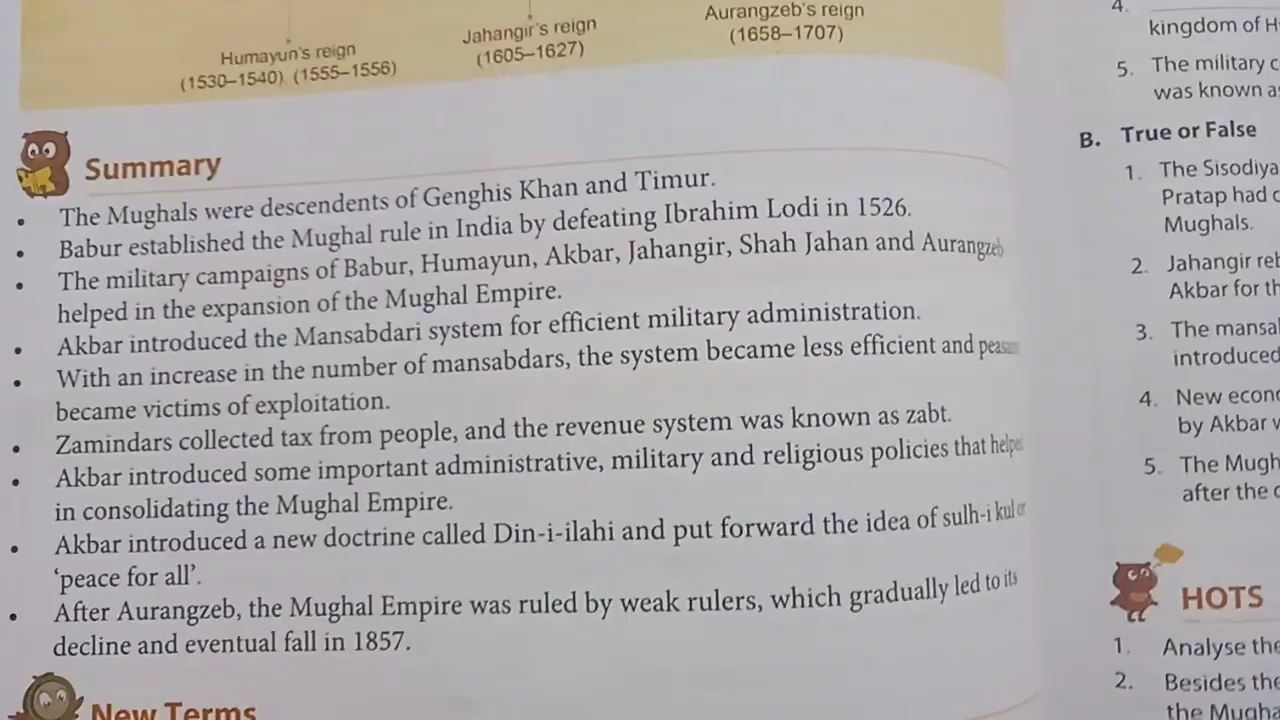 Humayun's reign
(1530–1540), (1555–1556)
Jahangir's reign
(1605–1627)
Aurangzeb's reign
(1658–1707)
Summary
• The Mughals were descendents of Genghis Khan and Timur.
• Babur established the Mughal rule in India by defeating Ibrahim Lodi in 1526.
• The military campaigns of Babur, Humayun, Akbar, Jahangir, Shah Jahan and Aurangzeb
helped in the expansion of the Mughal Empire.
• Akbar introduced the Mansabdari system for efficient military administration.
• With an increase in the number of mansabdars, the system became less efficient and
became victims of exploitation.
• Zamindars collected tax from people, and the revenue system was known as zabt.
• Akbar introduced some important administrative, military and religious policies that
in consolidating the Mughal Empire.
• Akbar introduced a new doctrine called Din-i-ilahi and put forward the idea of sulh-i kul or
'peace for all'.
• After Aurangzeb, the Mughal Empire was ruled by weak rulers, which gradually led to its
decline and eventual fall in 1857.
New Terms
4.
kingdom of
5. The military
was known
B. True or False
1. The Sisodiya
Pratap had
Mughals.
2. Jahangir
Akbar for
3. The
introduced
4. New
by Akbar
5. The
after the
HOTS
1. Analyse
2. Besides
the